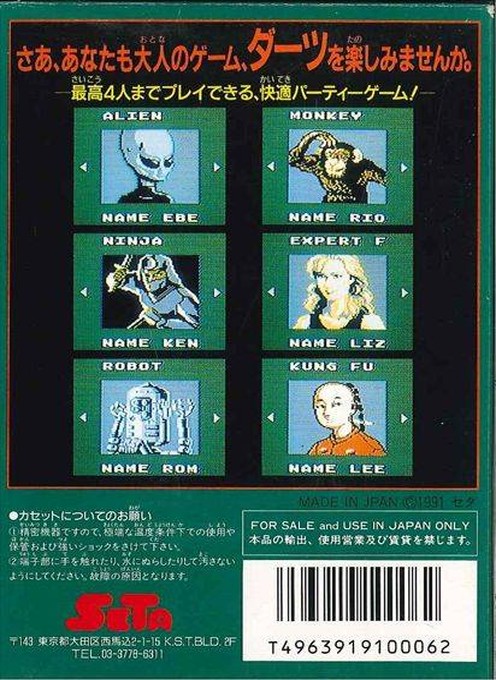 さあ、あなたも大人のゲーム、ダーツを楽しみませんか。
最高4人までプレイできる、快適パーティーゲーム!
ALIEN
NAME EBE
MONKEY
NAME RIO
NINJA
NAME KEN
EXPERT F
NAME LIZ
ROBOT
NAME ROM
KUNG FU
NAME LEE
MADE IN JAPAN ©1991 セタ
●カセットについてのお願い
①精密機器ですので、極端な温度条件下での使用や
保管および強いショックをさけて下さい。
②端子部に手を触れたり、水にぬらしたりして汚さない
ようにしてください。故障の原因となります。
FOR SALE and USE IN JAPAN ONLY
本品の輸出、使用営業及び賃貸を禁じます。
SETA
〒143 東京都大田区西馬込2-1-15 K.S.T.BLD. 2F
TEL.03-3778-6311
T4963919100062